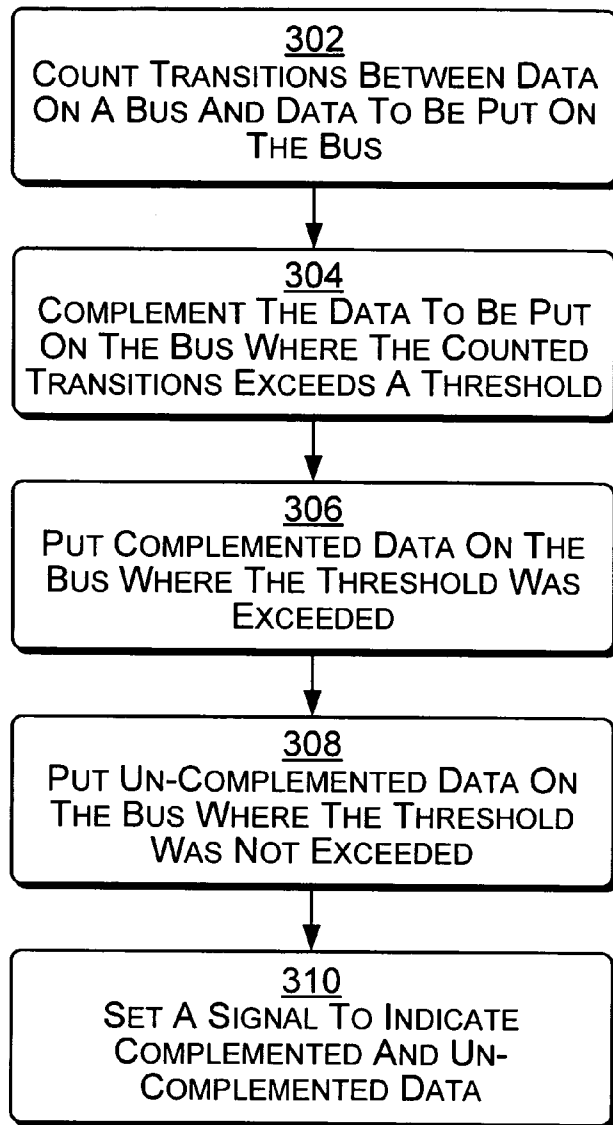 302
COUNT TRANSITIONS BETWEEN DATA
ON A BUS AND DATA TO BE PUT ON
THE BUS
304
COMPLEMENT THE DATA TO BE PUT
ON THE BUS WHERE THE COUNTED
TRANSITIONS EXCEEDS A THRESHOLD
306
PUT COMPLEMENTED DATA ON THE
BUS WHERE THE THRESHOLD WAS
EXCEEDED
308
PUT UN-COMPLEMENTED DATA ON
THE BUS WHERE THE THRESHOLD
WAS NOT EXCEEDED
310
SET A SIGNAL TO INDICATE
COMPLEMENTED AND UN-
COMPLEMENTED DATA